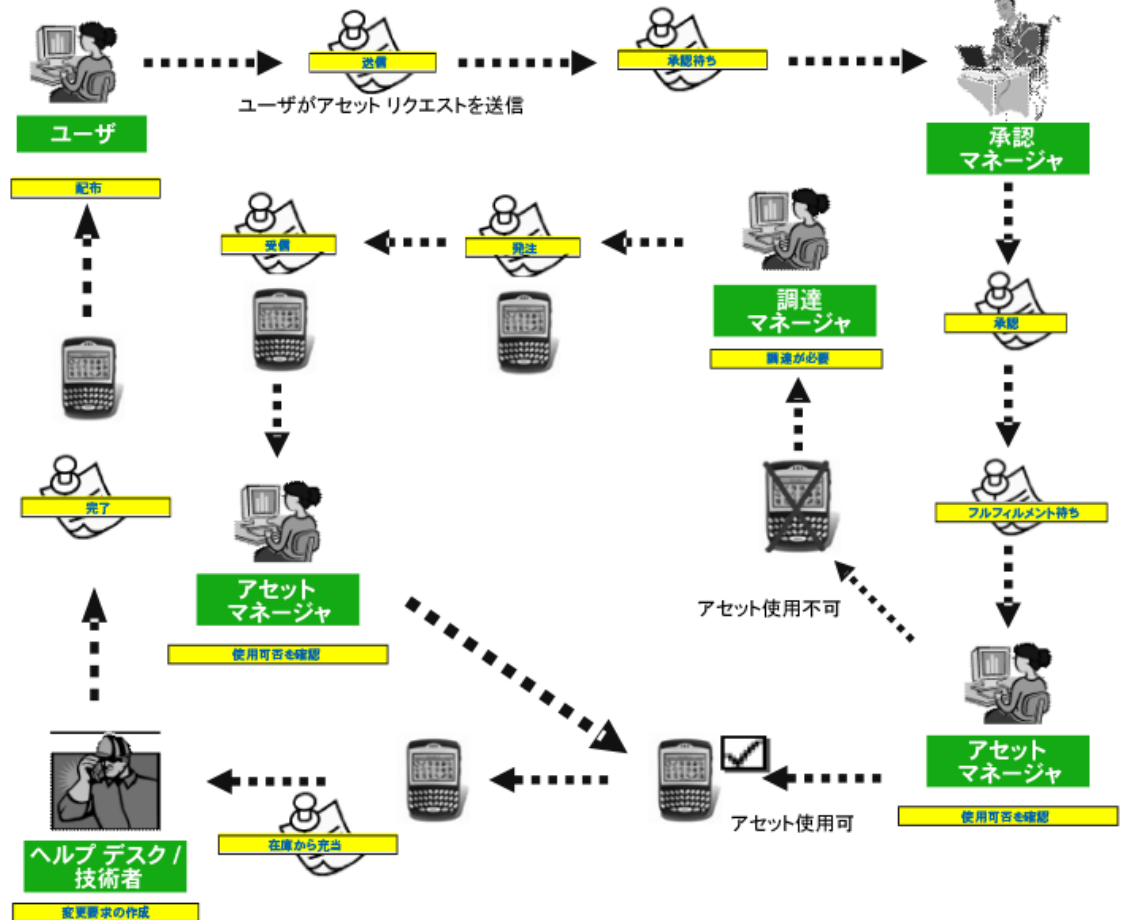 送信
承認待ち
ユーザがアセット リクエストを送信
ユーザ
承認
マネージャ
配布
受信
発注
調達
マネージャ
調達が必要
承認
完了
フルフィルメント待ち
アセット
マネージャ
使用可否を確認
アセット使用不可
アセット
マネージャ
使用可否を確認
アセット使用可
在庫から充当
ヘルプ デスク /
技術者
変更要求の作成